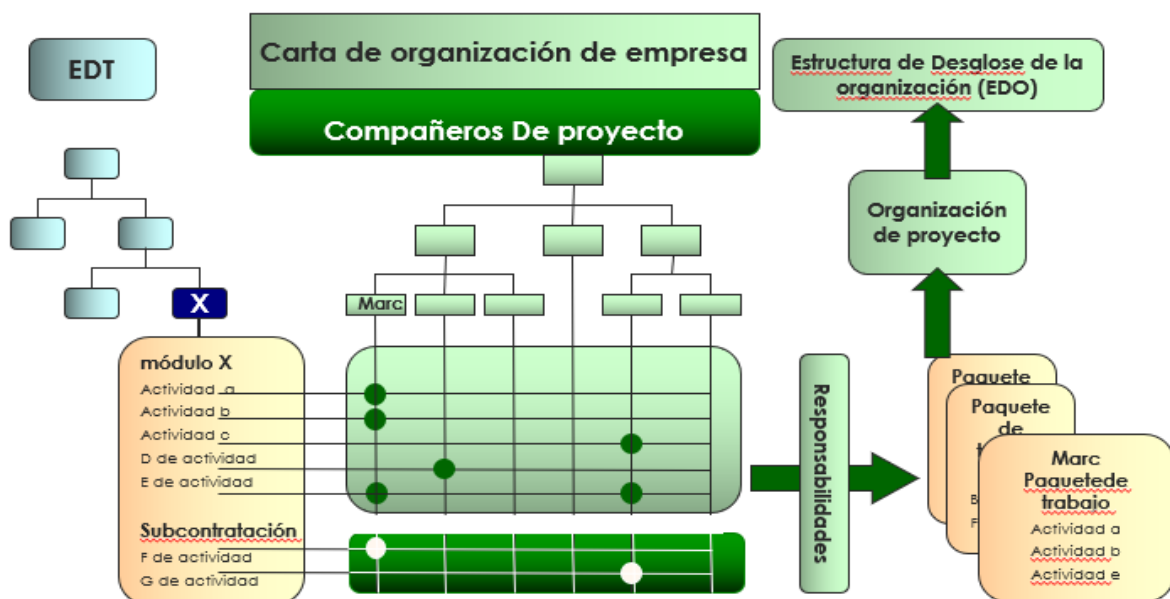 EDT
Carta de organización de empresa
Compañeros De proyecto
Estructura de Desglose de la
organización (EDO)
Organización
de proyecto
Marc
X
módulo X
Actividad a
Actividad b
Actividad c
D de actividad
E de actividad
Subcontratación
F de actividad
G de actividad
Responsabilidades
Paquete
Paquete
de
Marc
Paquetede
trabajo
Actividad a
Actividad b
Actividad e